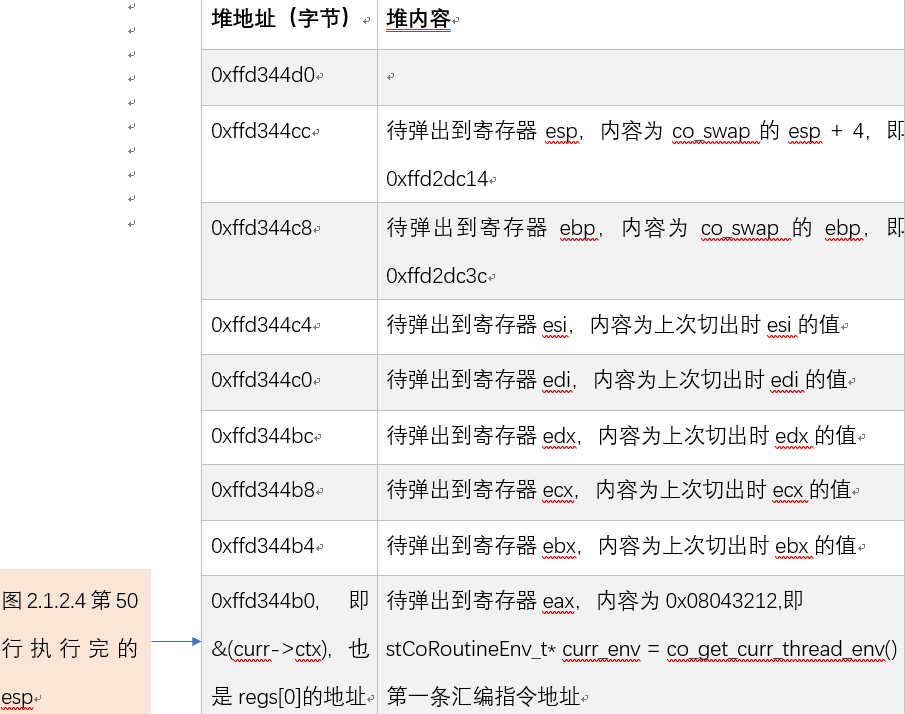 堆地址（字节） 堆内容
0xffd344d0
0xffd344cc 待弹出到寄存器 esp，内容为 co_swap 的 esp + 4，即
0xffd2dc14
0xffd344c8 待弹出到寄存器 ebp，内容为 co_swap 的 ebp，即
0xffd2dc3c
0xffd344c4 待弹出到寄存器 esi，内容为上次切出时 esi 的值
0xffd344c0 待弹出到寄存器 edi，内容为上次切出时 edi 的值
0xffd344bc 待弹出到寄存器 edx，内容为上次切出时 edx 的值
0xffd344b8 待弹出到寄存器 ecx，内容为上次切出时 ecx 的值
0xffd344b4 待弹出到寄存器 ebx，内容为上次切出时 ebx 的值
图 2.1.2.4 第 50
行执行完的
esp
0xffd344b0，即
&(curr->ctx)，也
是 regs[0]的地址
待弹出到寄存器 eax，内容为 0x08043212,即
stCoRoutineEnv_t* curr_env = co_get_curr_thread_env()
第一条汇编指令地址